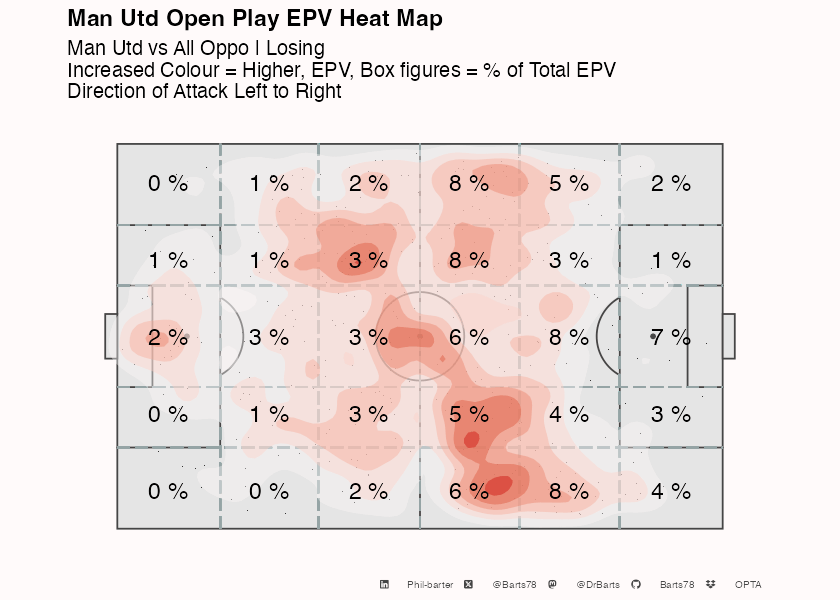 Man Utd Open Play EPV Heat Map
Man Utd vs All Oppo | Losing
Increased Colour = Higher, EPV, Box figures = % of Total EPV
Direction of Attack Left to Right
0 % 1 % 2 % 8 % 5 % 2 %
1 % 1 % 3 % 8 % 3 % 1 %
2 % 3 % 3 % 6 % 8 % 7 %
0 % 1 % 3 % 5 % 4 % 3 %
0 % 0 % 2 % 6 % 8 % 4 %
Phil-barter @Barts78 @DrBarts Barts78 OPTA